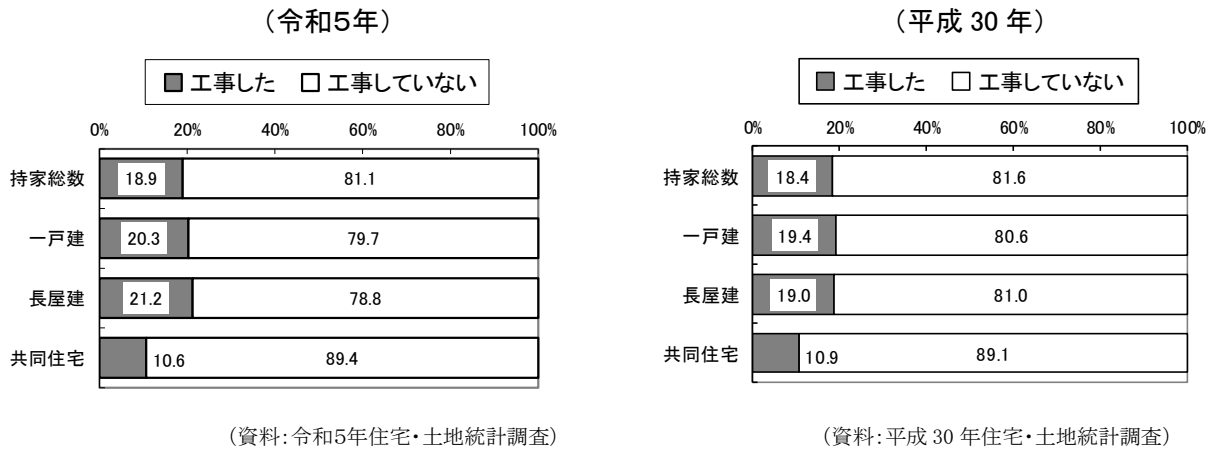 (令和5年)
工事した 工事していない
0% 20% 40% 60% 80% 100%
持家総数 18.9 81.1
一戸建 20.3 79.7
長屋建 21.2 78.8
共同住宅 10.6 89.4
(資料:令和5年住宅・土地統計調査)
(平成 30 年)
工事した 工事していない
0% 20% 40% 60% 80% 100%
持家総数 18.4 81.6
一戸建 19.4 80.6
長屋建 19.0 81.0
共同住宅 10.9 89.1
(資料:平成 30 年住宅・土地統計調査)